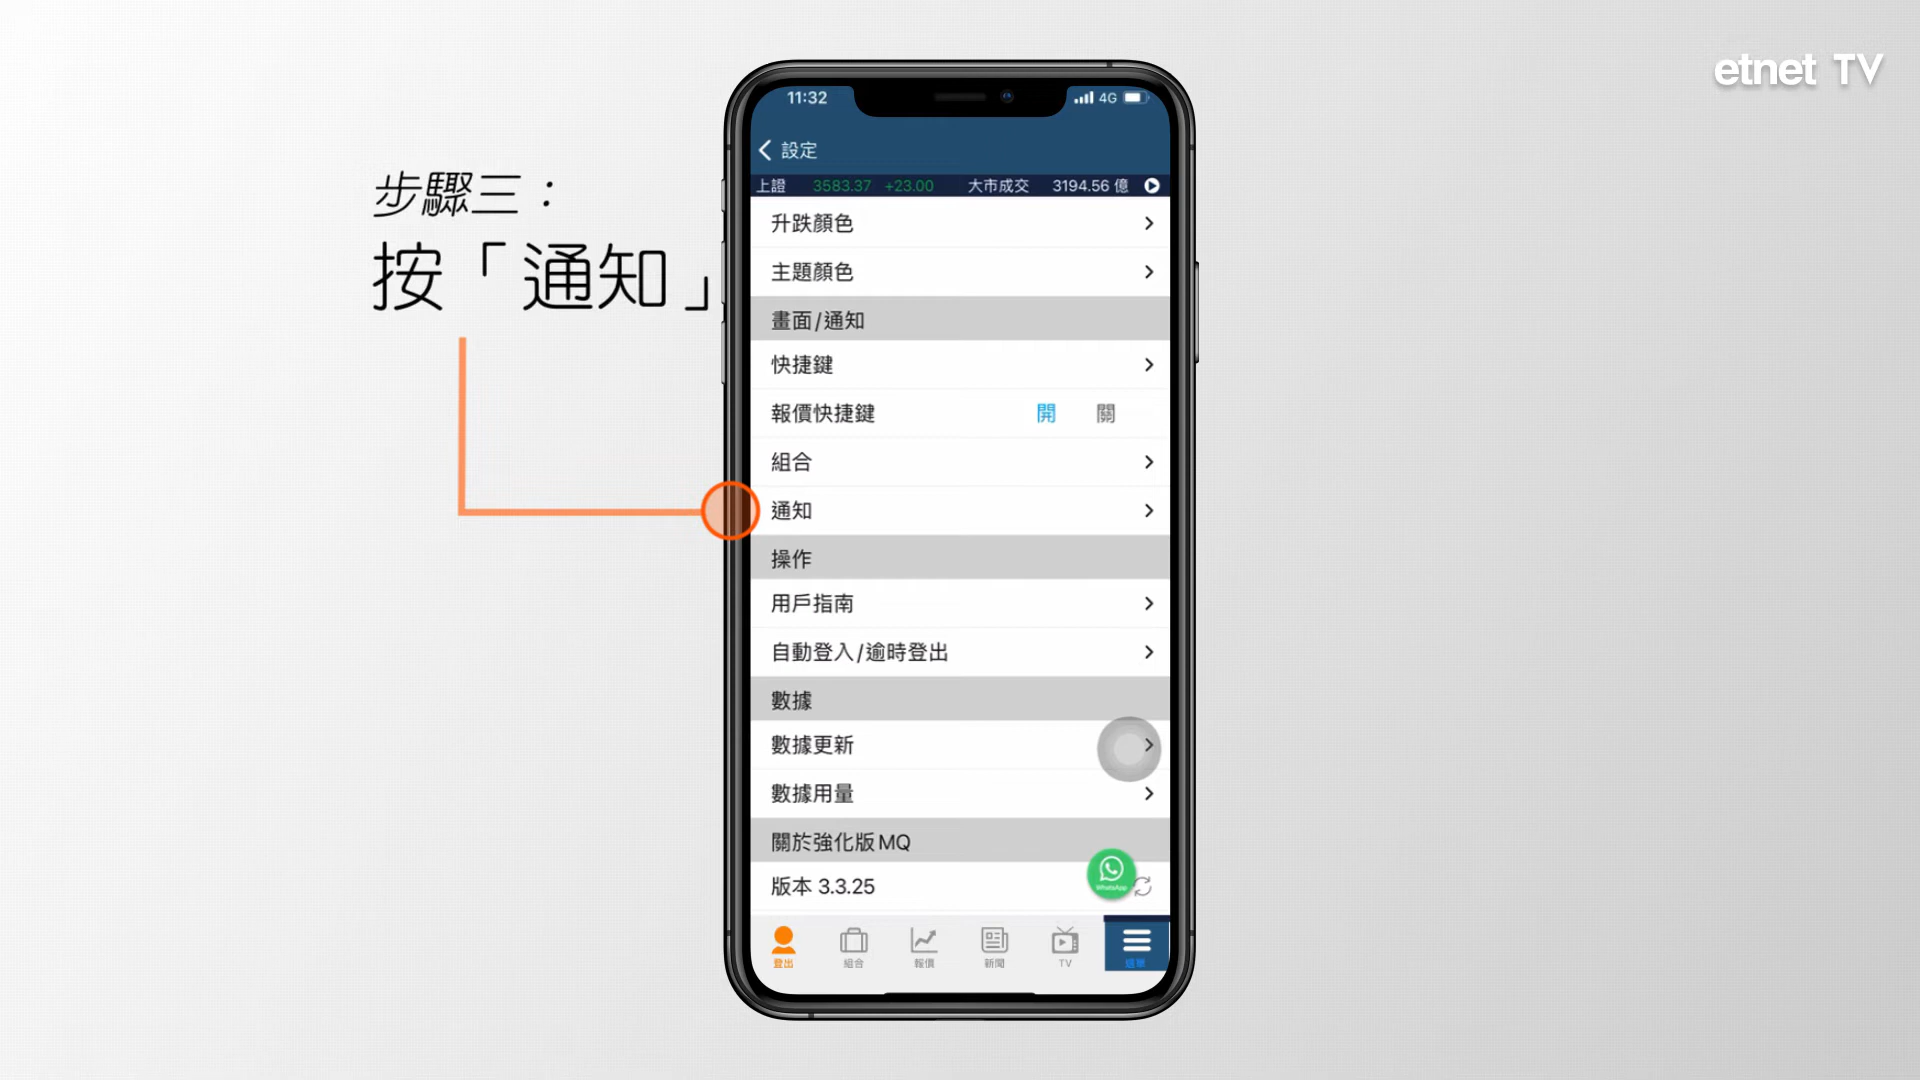 etnet TV
步驟三：
按「通知」
11:32
4G
設定
上證 3583.37 +23.00 大市成交 3194.56 億
升跌顏色
主題顏色
畫面/通知
快捷鍵
報價快捷鍵 開 關
組合
通知
操作
用戶指南
自動登入/逾時登出
數據
數據更新
數據用量
關於強化版MQ
版本 3.3.25
WhatsApp
登出 組合 報價 新聞 TV 選單